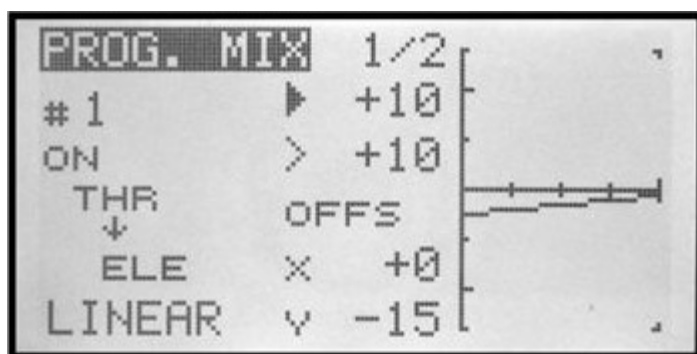 PROG. MIX 1/2
# 1 +10
ON > +10
THR
OFFS
↓
ELE X +0
LINEAR Y -15